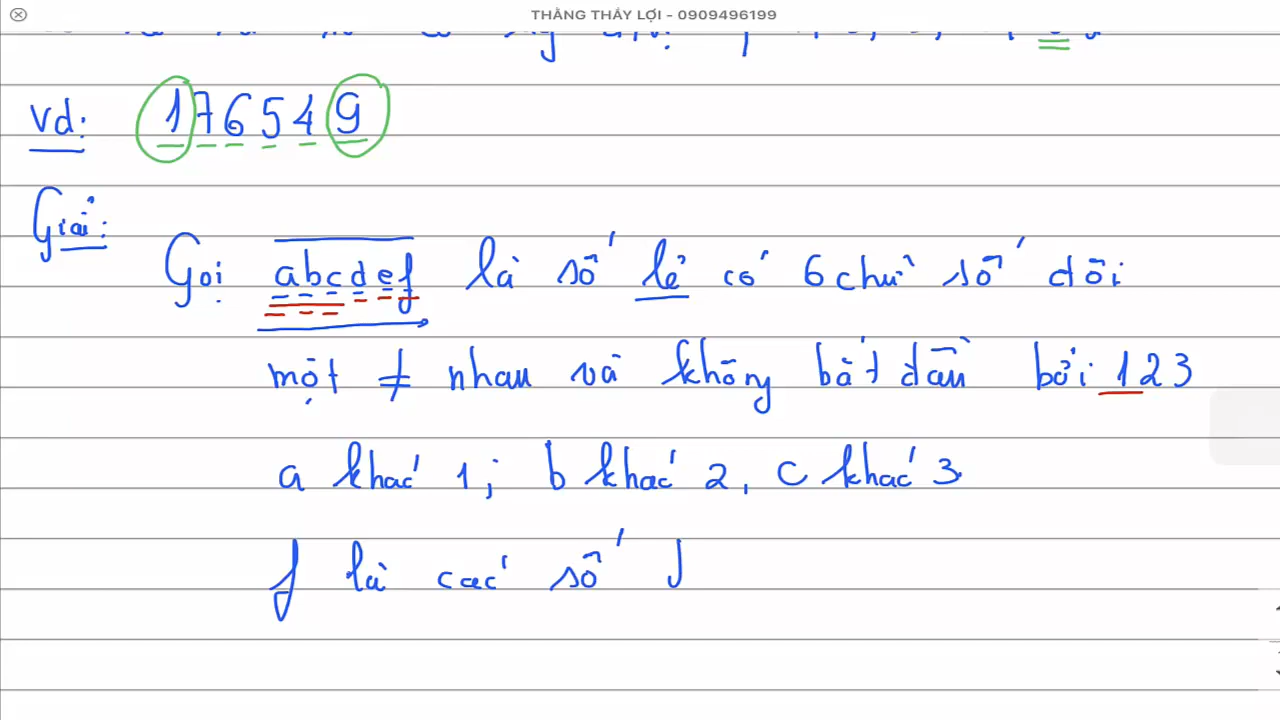 THẮNG THẦY LỢI - 0909496199
Vd: 176549
Giải:
Gọi abcdef là số lẻ có 6 chữ số đôi
một ≠ nhau và không bắt đầu bởi 123
a khác 1; b khác 2, c khác 3
f là các số